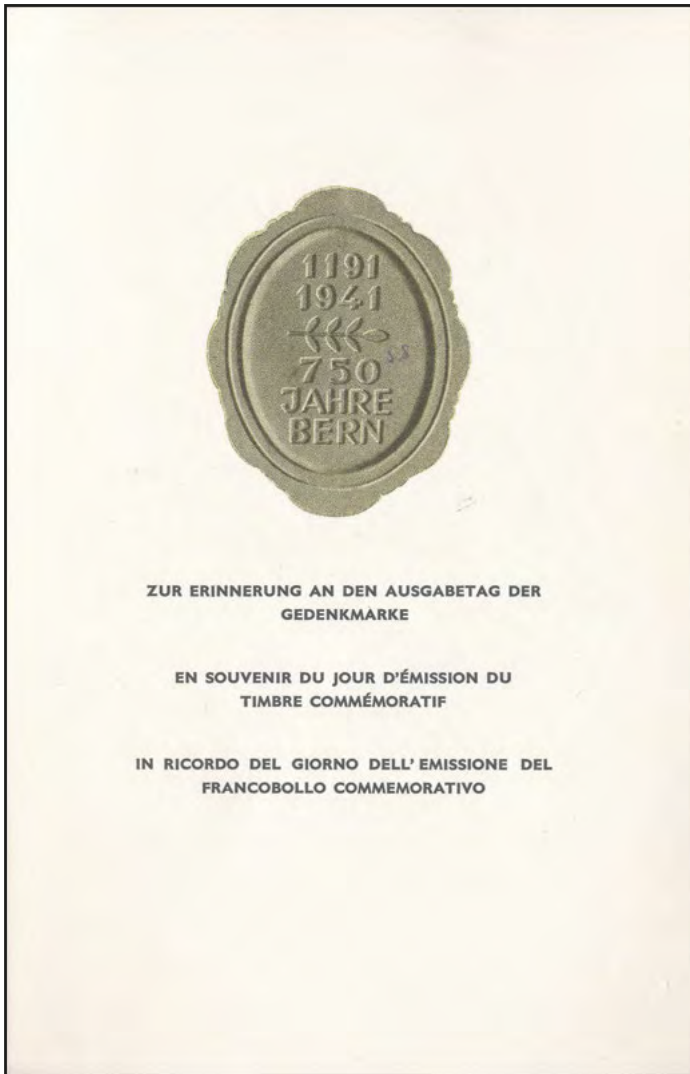 1191
1941
750
JAHRE
BERN
ZUR ERINNERUNG AN DEN AUSGABETAG DER
GEDENKMARKE
EN SOUVENIR DU JOUR D'ÉMISSION DU
TIMBRE COMMÉMORATIF
IN RICORDO DEL GIORNO DELL' EMISSIONE DEL
FRANCOBOLLO COMMEMORATIVO